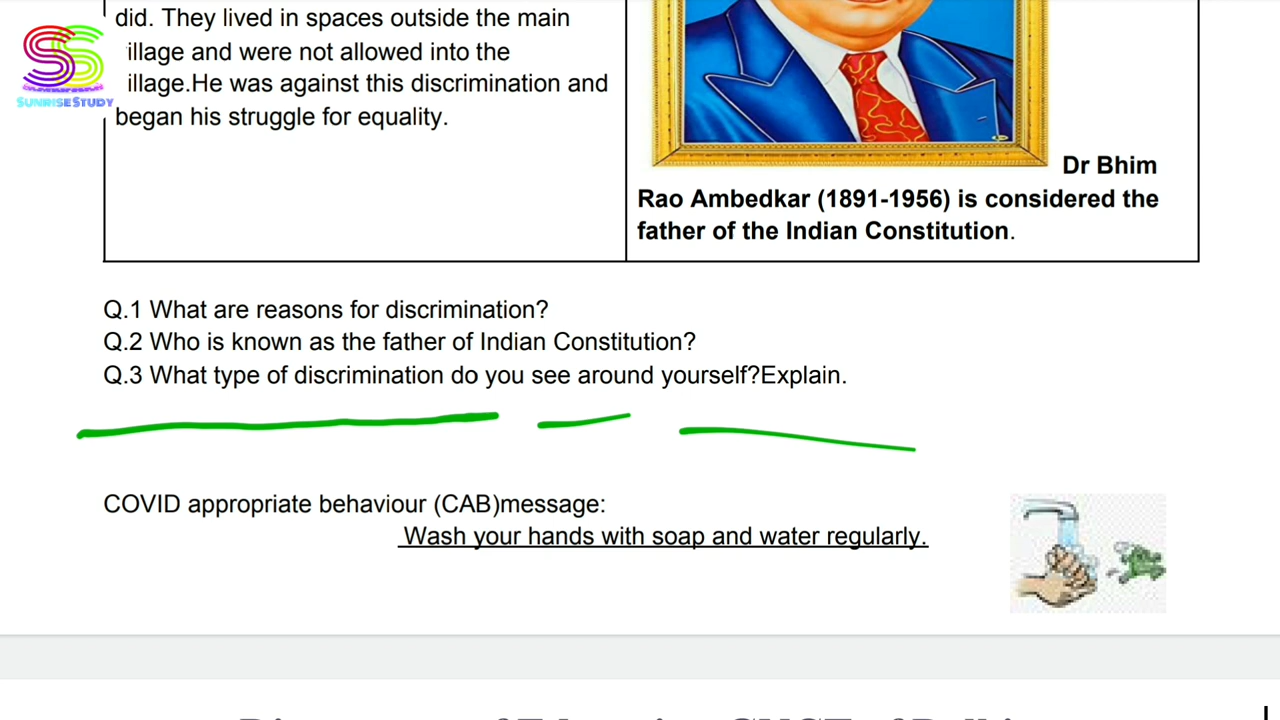 did. They lived in spaces outside the main
illage and were not allowed into the
illage.He was against this discrimination and
began his struggle for equality.
SUNRISE STUDY
Dr Bhim
Rao Ambedkar (1891-1956) is considered the
father of the Indian Constitution.
Q.1 What are reasons for discrimination?
Q.2 Who is known as the father of Indian Constitution?
Q.3 What type of discrimination do you see around yourself?Explain.
COVID appropriate behaviour (CAB)message:
Wash your hands with soap and water regularly.